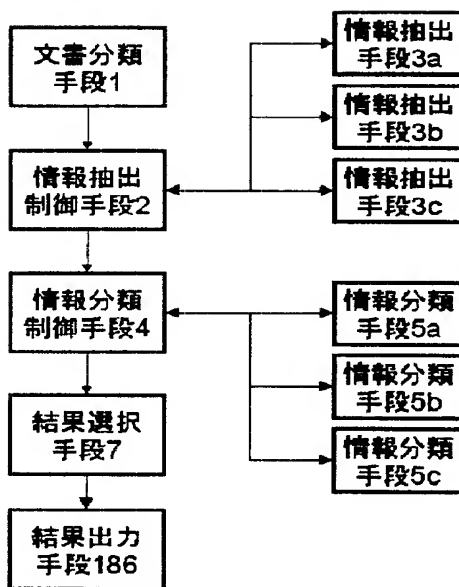 文書分類
手段1
情報抽出
制御手段2
情報分類
制御手段4
結果選択
手段7
結果出力
手段186
情報抽出
手段3a
情報抽出
手段3b
情報抽出
手段3c
情報分類
手段5a
情報分類
手段5b
情報分類
手段5c